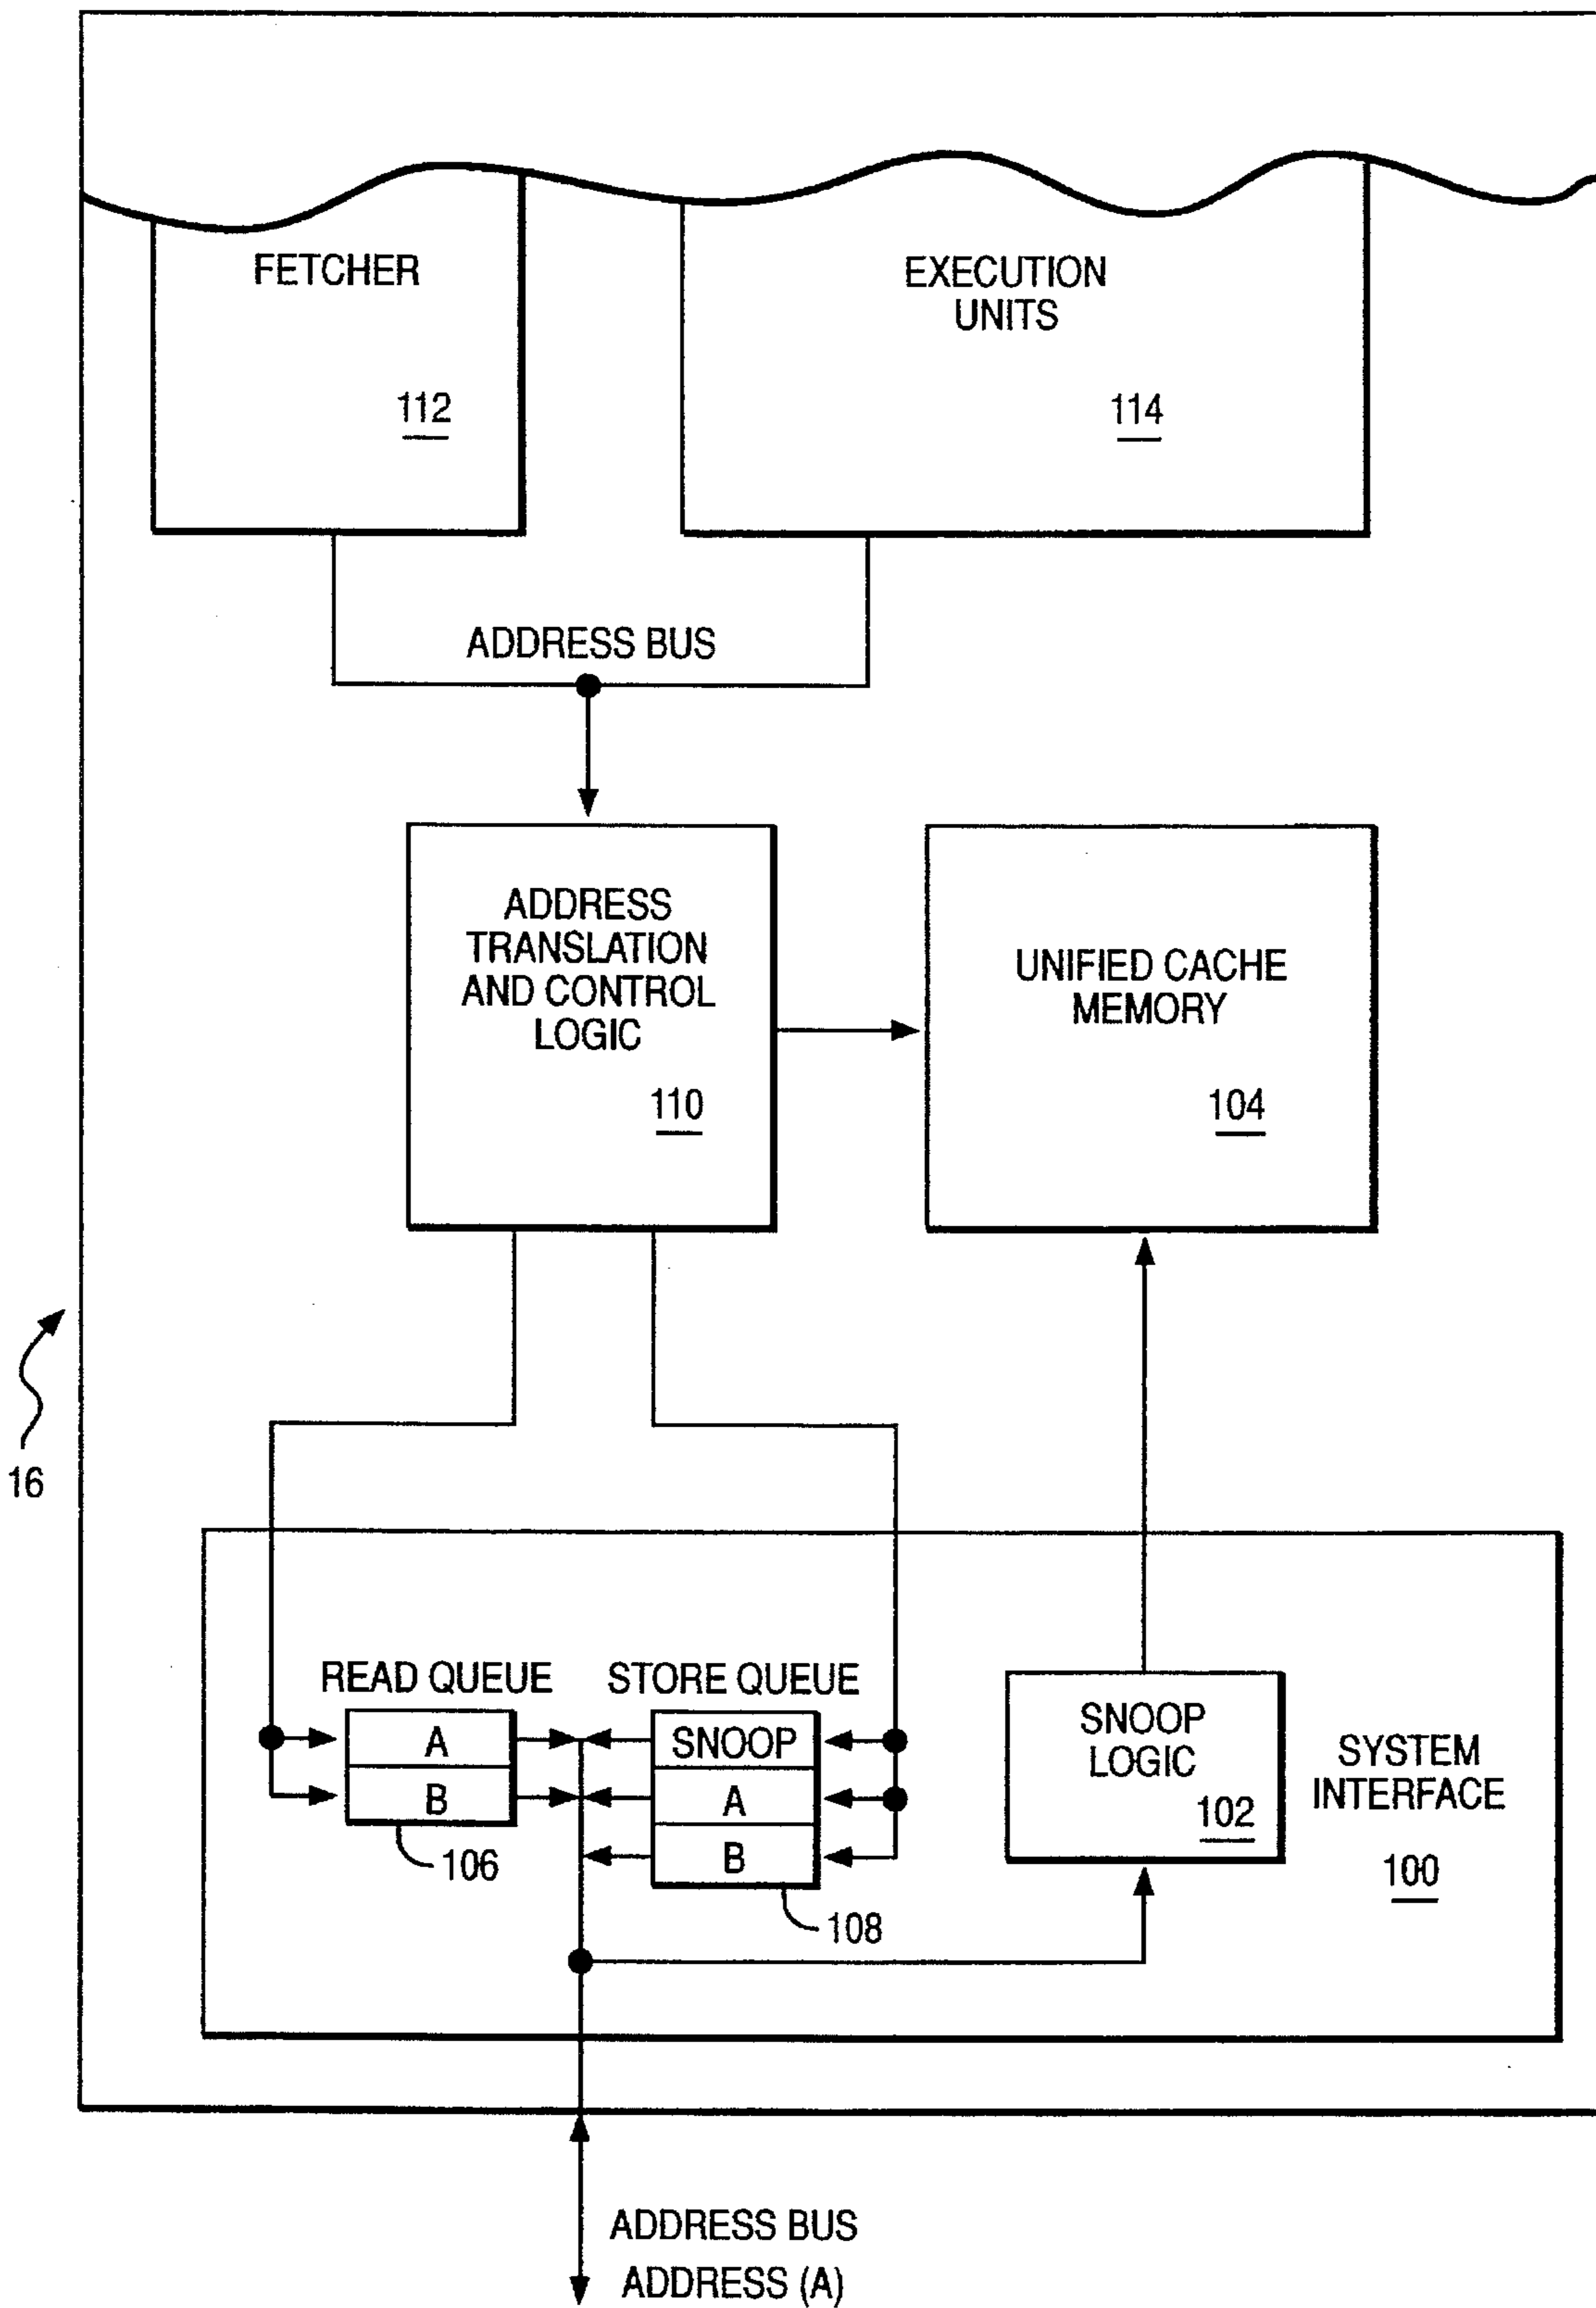 FETCHER
112
EXECUTION
UNITS
114
ADDRESS BUS
ADDRESS
TRANSLATION
AND CONTROL
LOGIC
110
UNIFIED CACHE
MEMORY
104
16
READ QUEUE
A
B
106
STORE QUEUE
SNOOP
A
B
108
SNOOP
LOGIC
102
SYSTEM
INTERFACE
100
ADDRESS BUS
ADDRESS (A)